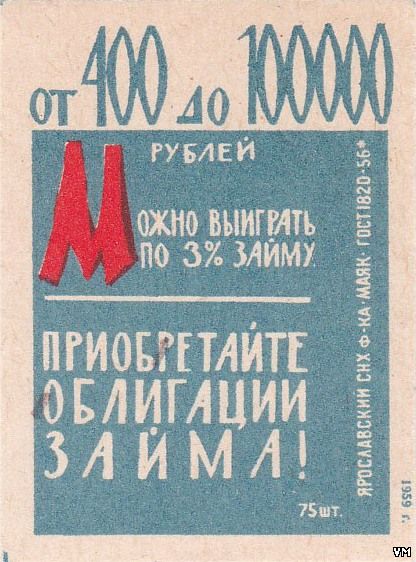 ОТ 400 ДО 100000
РУБЛЕЙ
МОЖНО ВЫИГРАТЬ
ПО 3% ЗАЙМУ.
ПРИОБРЕТАЙТЕ
ОБЛИГАЦИИ
ЗАЙМА!
75 ШТ.
ЯРОСЛАВСКИЙ СНХ Ф-КА·МАЯК·ГОСТ 1820-56*
1959 г.
VM